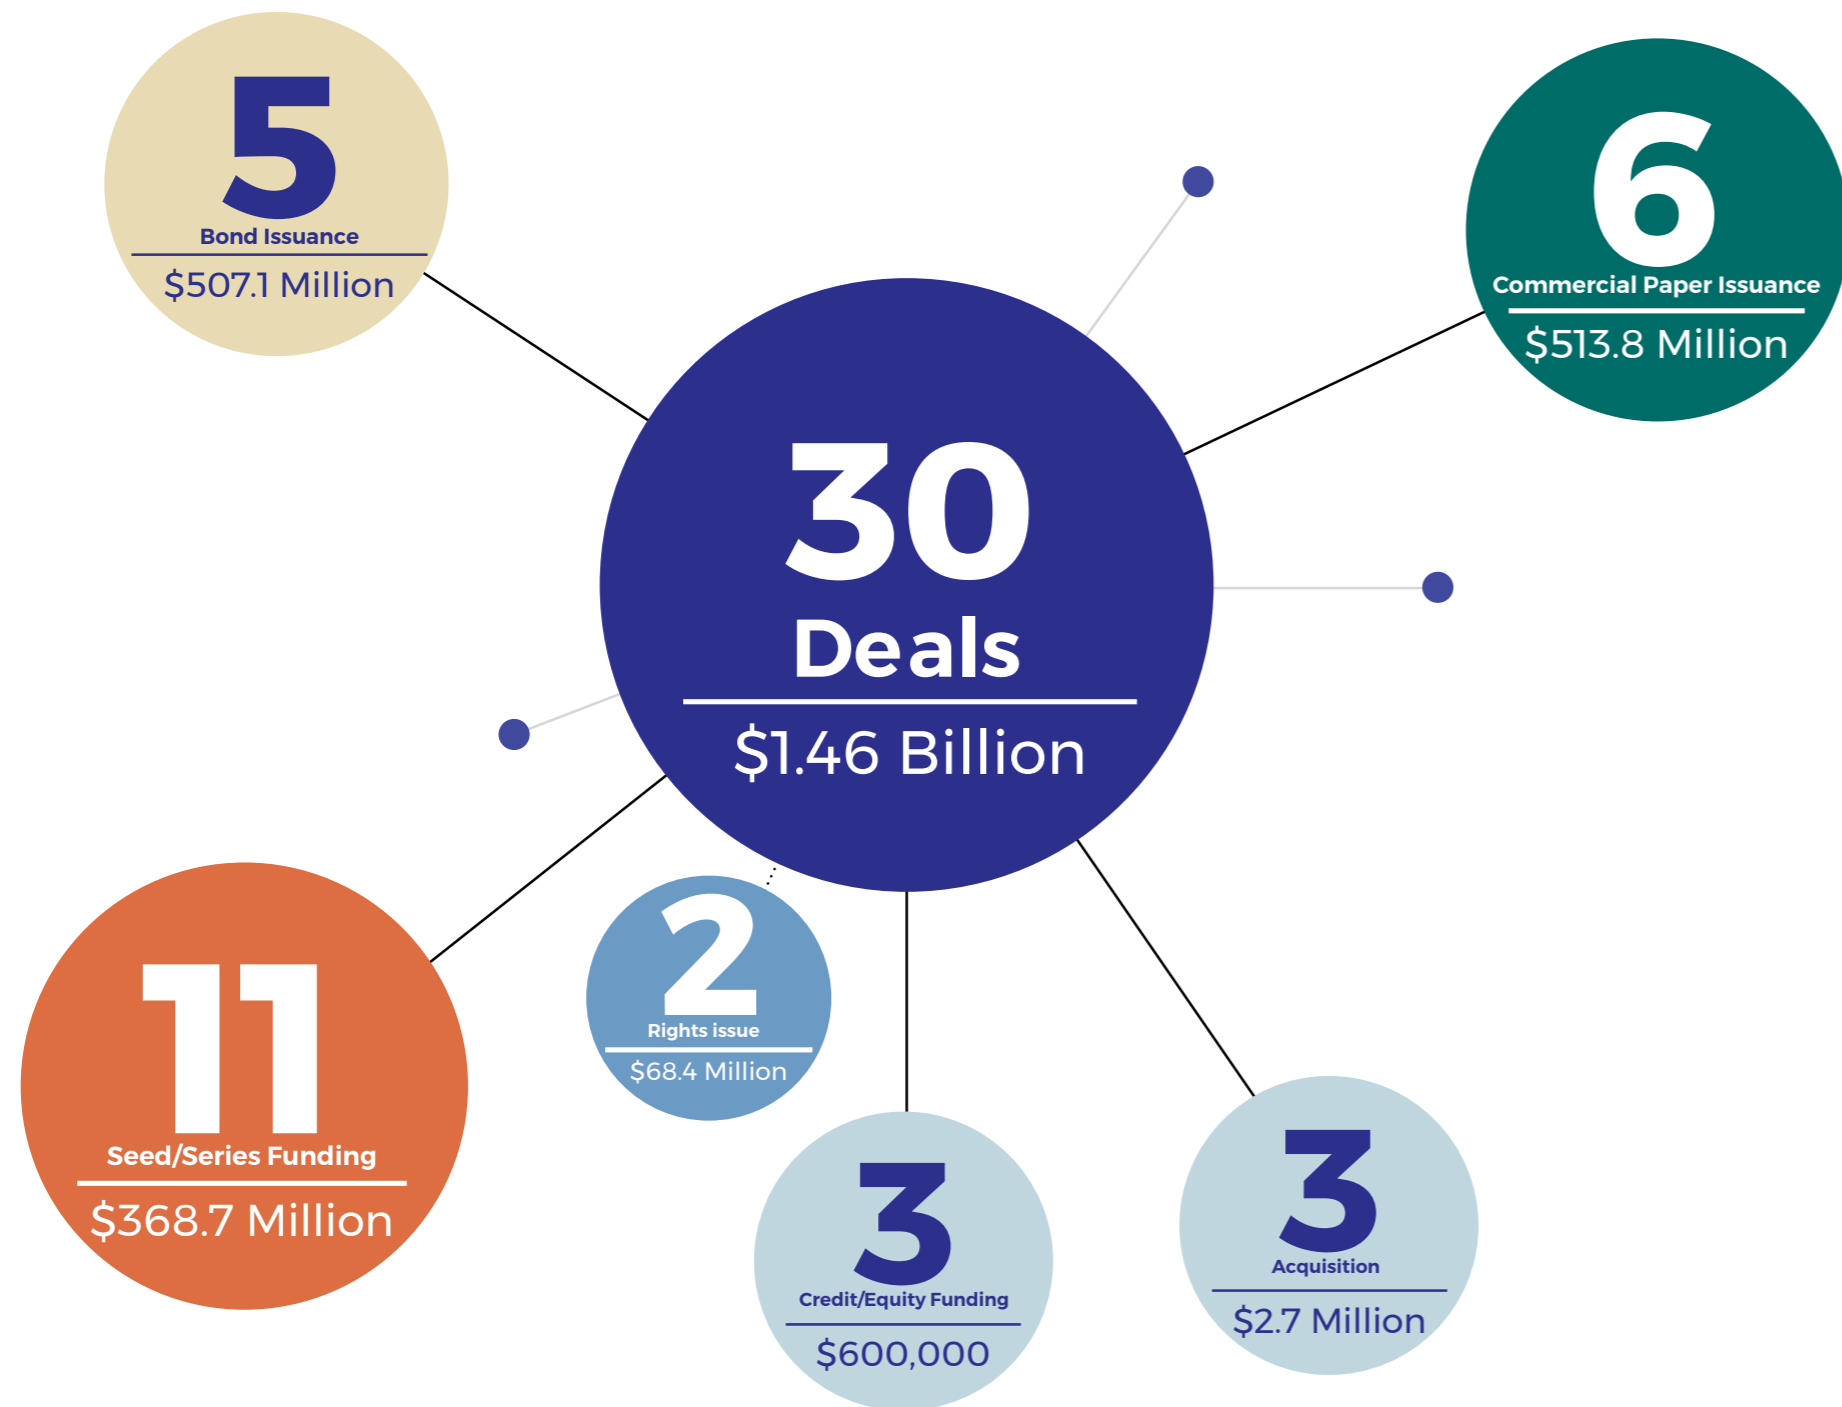 5
Bond Issuance
$507.1 Million
6
Commercial Paper Issuance
$513.8 Million
30
Deals
$1.46 Billion
11
Seed/Series Funding
$368.7 Million
2
Rights issue
$68.4 Million
3
Credit/Equity Funding
$600,000
3
Acquisition
$2.7 Million